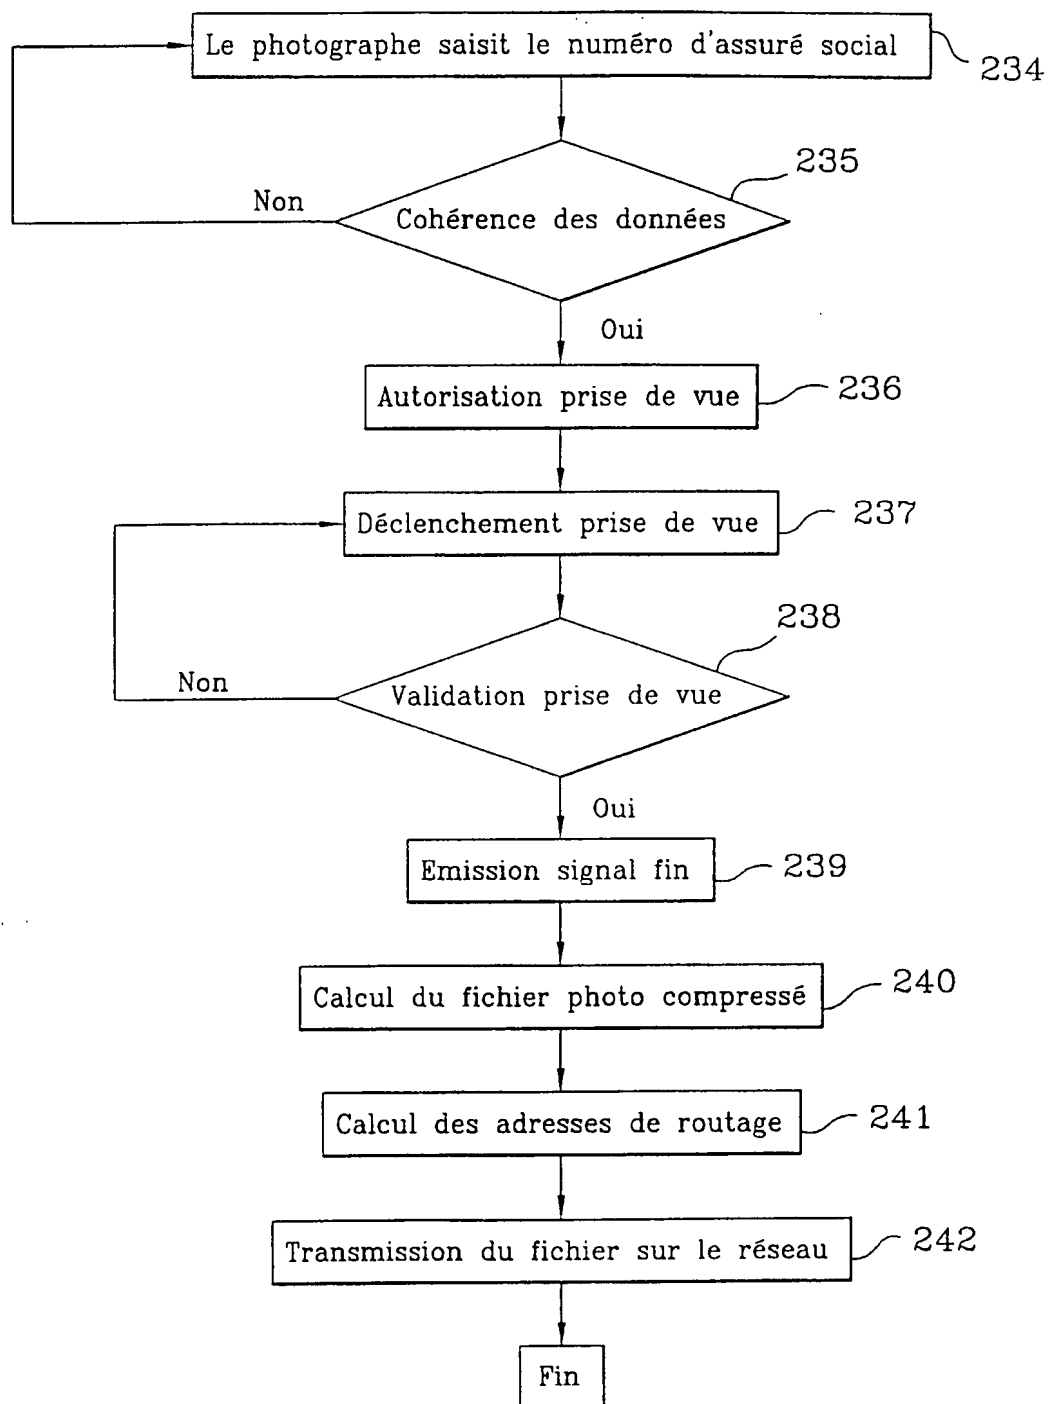 Le photographe saisit le numéro d'assuré social
234
235
Non
Cohérence des données
Oui
Autorisation prise de vue
236
Déclenchement prise de vue
237
238
Non
Validation prise de vue
Oui
Emission signal fin
239
Calcul du fichier photo compressé
240
Calcul des adresses de routage
241
Transmission du fichier sur le réseau
242
Fin